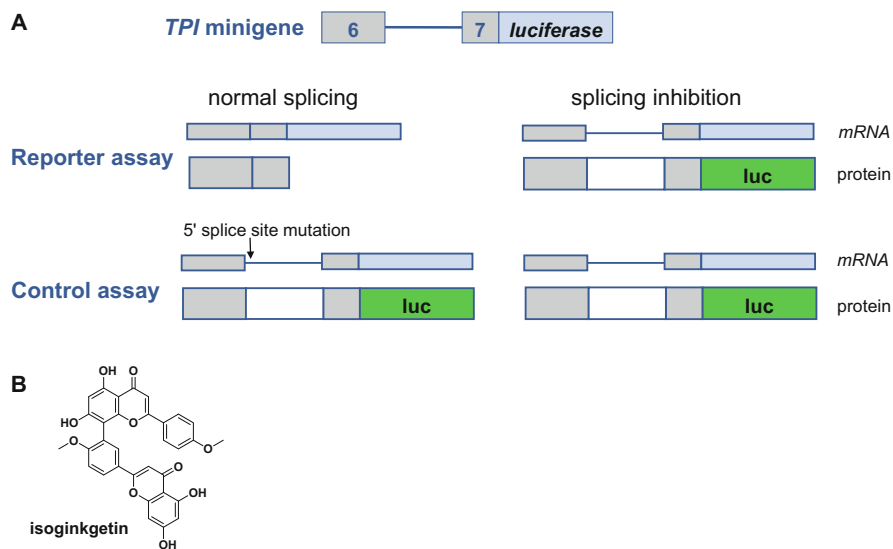 A
TPI minigene
6
7
luciferase
normal splicing
splicing inhibition
mRNA
Reporter assay
luc
protein
5' splice site mutation
mRNA
Control assay
luc
luc
protein
B
OH
O
HO
O
O
O
O
O
OH
OH
isoginkgetin